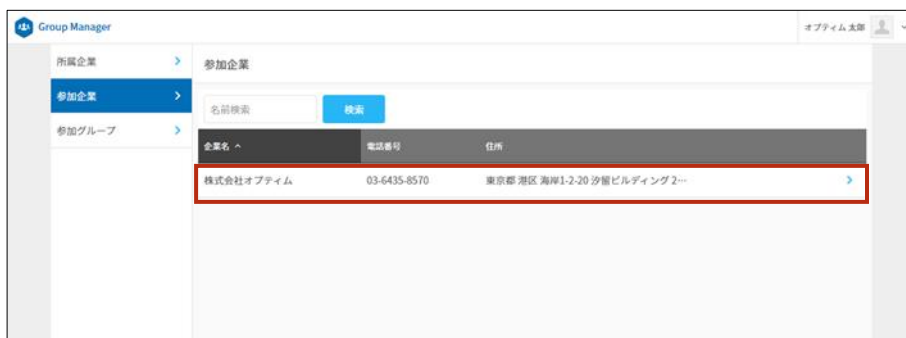 Group Manager
オプティム 太郎
所属企業
参加企業
参加グループ
参加企業
名前検索
検索
企業名
電話番号
住所
株式会社オプティム
03-6435-8570
東京都 港区 海岸1-2-20 汐留ビルディング 2…